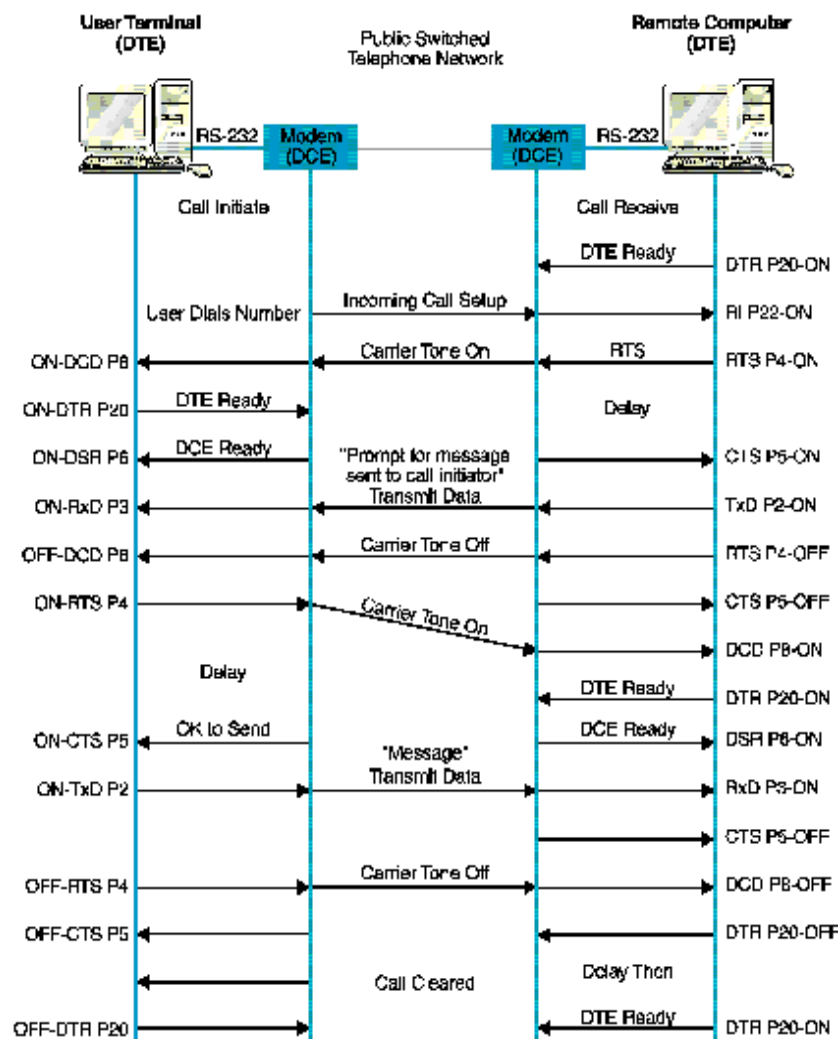 User Terminal
(DTE)
Public Switched
Telephone Network
Remote Computer
(DTE)
RS-232
Modem
(DCE)
Modem
(DCE)
RS-232
Call Initiate
Call Receive
DTE Ready
DTR P20-ON
User Dials Number
Incoming Call Setup
RI P22-ON
ON-DCD P8
Carrier Tone On
RTS
RTS P4-ON
ON-DTR P20
DTE Ready
Delay
ON-DSR P6
DCE Ready
"Prompt for message
sent to call initiator"
Transmit Data
CTS P5-ON
ON-RxD P3
TxD P2-ON
OFF-DCD P8
Carrier Tone Off
RTS P4-OFF
ON-RTS P4
Carrier Tone On
CTS P5-OFF
DCD P8-ON
Delay
DTE Ready
DTR P20-ON
ON-CTS P5
OK to Send
DCE Ready
DSR P6-ON
"Message"
Transmit Data
ON-TxD P2
RxD P3-ON
CTS P5-OFF
OFF-RTS P4
Carrier Tone Off
DCD P8-OFF
OFF-CTS P5
DTR P20-OFF
Call Cleared
Delay Then
OFF-DTR P20
DTE Ready
DTR P20-ON